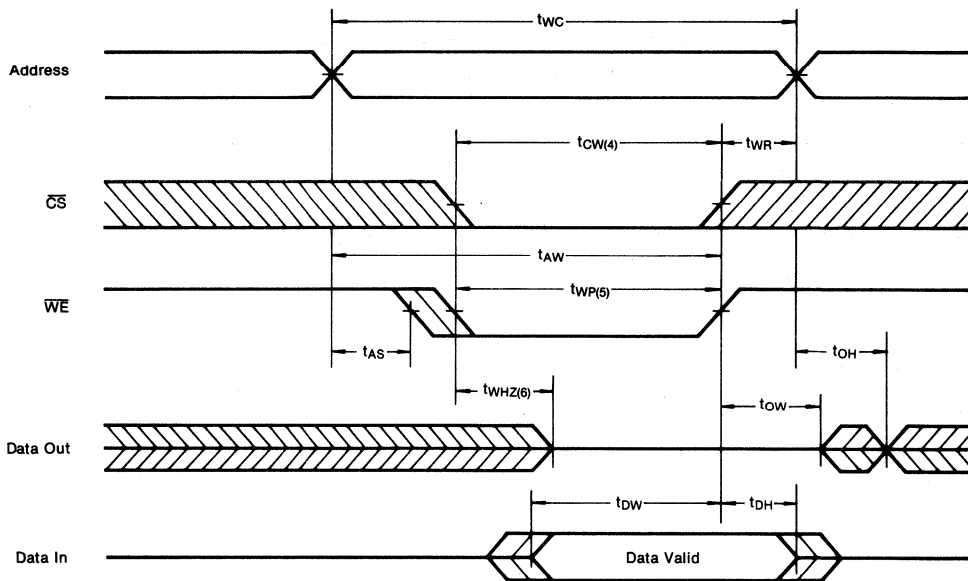 tWC
Address
tCW(4)
tWR
CS
tAW
tWP(5)
WE
tAS
tOH
tWHZ(6)
tOW
Data Out
tDW
tDH
Data In
Data Valid